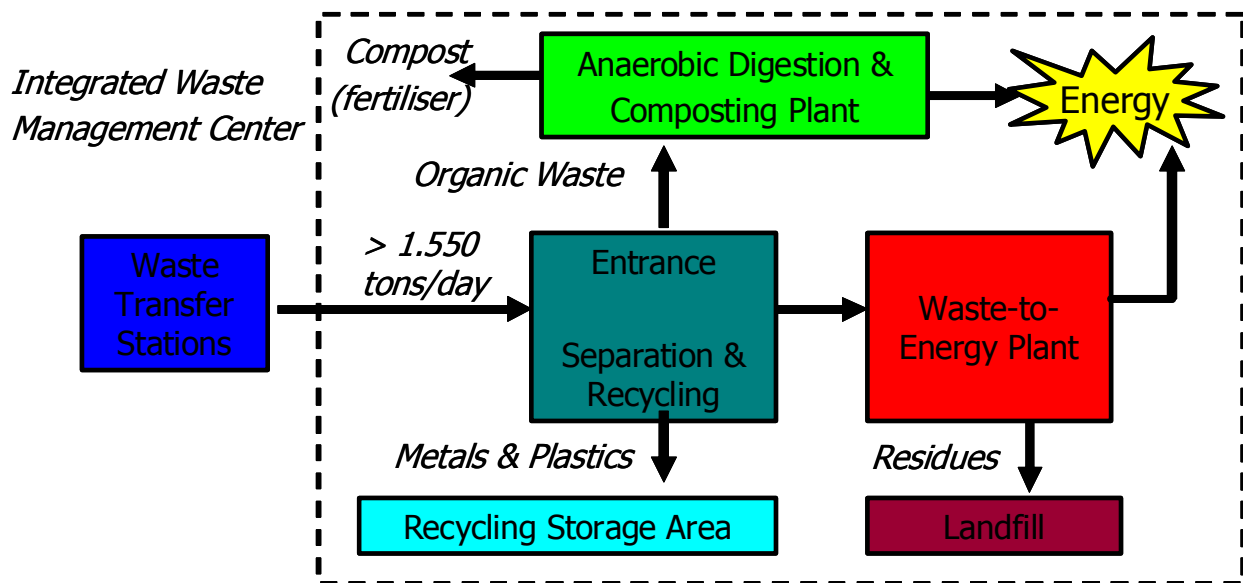 Integrated Waste
Management Center
Compost
(fertiliser)
Anaerobic Digestion &
Composting Plant
Energy
Organic Waste
Waste
Transfer
Stations
> 1.550
tons/day
Entrance
Separation &
Recycling
Waste-to-
Energy Plant
Metals & Plastics
Residues
Recycling Storage Area
Landfill